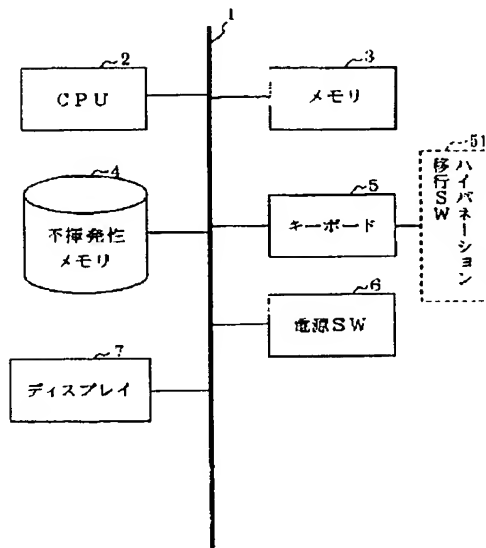 1
2
CPU
3
メモリ
4
不揮発性
メモリ
5
キーボード
51
ハイバネーション
移行SW
6
電源SW
7
ディスプレイ